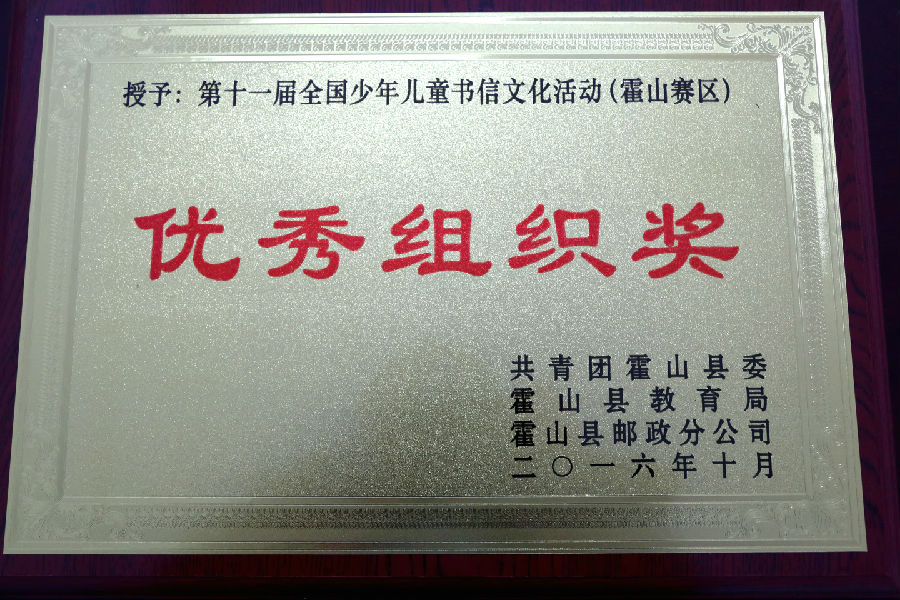 授予：第十一届全国少年儿童书信文化活动(霍山赛区)
优秀组织奖
共青团霍山县委
霍山县教育局
霍山县邮政分公司
二〇一六年十月